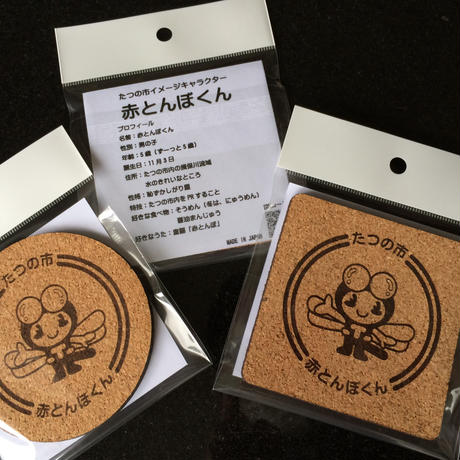 たつの市イメージキャラクター
赤とんぼくん
プロフィール
名前：赤とんぼくん
性別：男の子
年齢：5歳（ずーっと5歳）
誕生日：11月3日
住所：たつの市内の揖保川流域
水のきれいなところ
性格：恥ずかしがり屋
特技：たつの市内をPRすること
好きな食べ物：そうめん（冬は、にゅうめん）
醤油まんじゅう
好きなうた：童謡「赤とんぼ」
MADE IN JAPAN
たつの市
赤とんぼくん
たつの市
赤とんぼくん